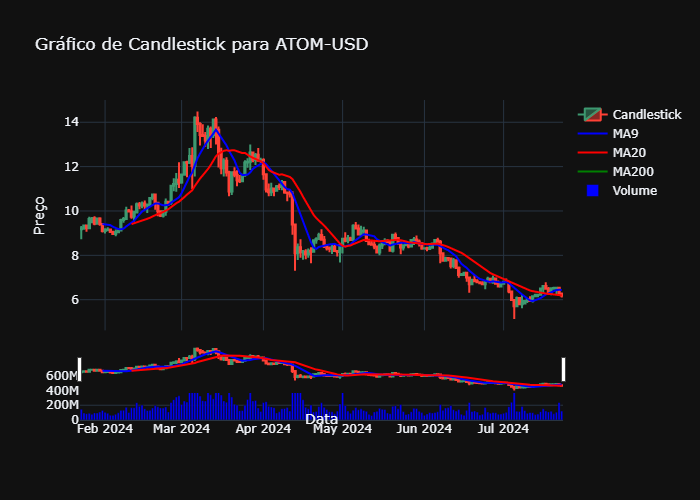 Gráfico de Candlestick para ATOM-USD
Candlestick
MA9
MA20
MA200
Volume
Preço
14
12
10
8
6
600M
400M
200M
0
Data
Feb 2024
Mar 2024
Apr 2024
May 2024
Jun 2024
Jul 2024